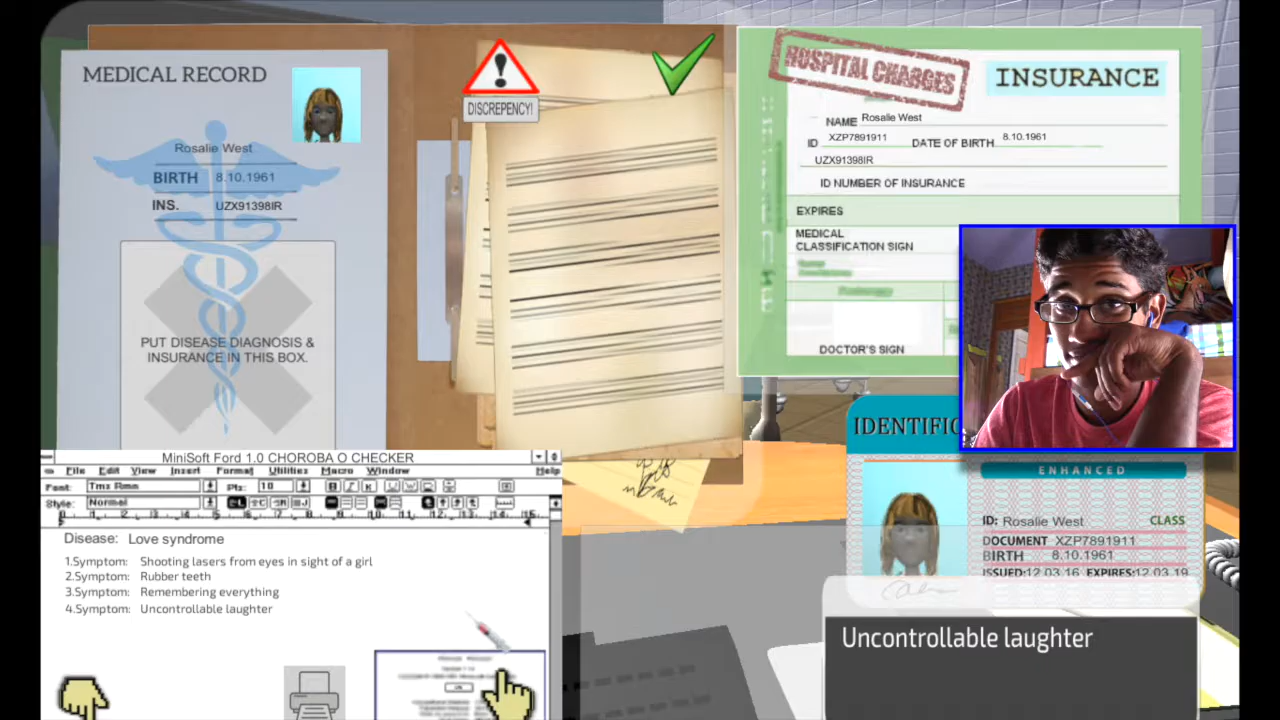 MEDICAL RECORD
Rosalie West
BIRTH 8.10.1961
INS. UZX91398IR
PUT DISEASE DIAGNOSIS &
INSURANCE IN THIS BOX.
DISCREPENCY!
HOSPITAL CHARGES
INSURANCE
NAME Rosalie West
ID XZP7891911 DATE OF BIRTH 8.10.1961
UZX91398IR
ID NUMBER OF INSURANCE
EXPIRES
MEDICAL
CLASSIFICATION SIGN
DOCTOR'S SIGN
IDENTIFIC
ENHANCED
ID: Rosalie West CLASS
DOCUMENT XZP7891911
BIRTH 8.10.1961
ISSUED:12.03.16 EXPIRES:12.03.19
MiniSoft Ford 1.0 CHOROBA O CHECKER
File Edit View Insert Format Utilities Macro Window Help
Font: Tms Rmn Pts: 10
Style: Normal
Disease: Love syndrome
1.Symptom: Shooting lasers from eyes in sight of a girl
2.Symptom: Rubber teeth
3.Symptom: Remembering everything
4.Symptom: Uncontrollable laughter
Uncontrollable laughter